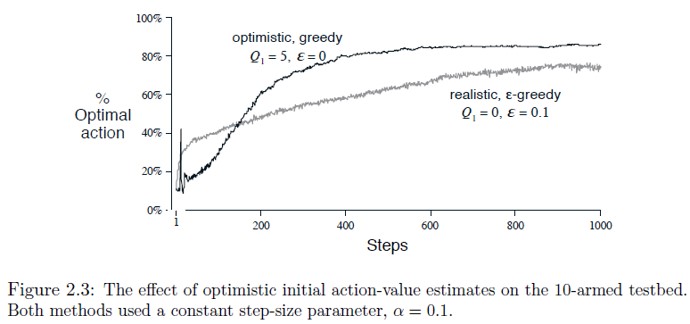 100%
80%
60%
40%
20%
0%
%
Optimal
action
optimistic, greedy
Q₁ = 5, ε = 0
realistic, ε-greedy
Q₁ = 0, ε = 0.1
1
200
400
600
800
1000
Steps
Figure 2.3: The effect of optimistic initial action-value estimates on the 10-armed testbed.
Both methods used a constant step-size parameter, α = 0.1.